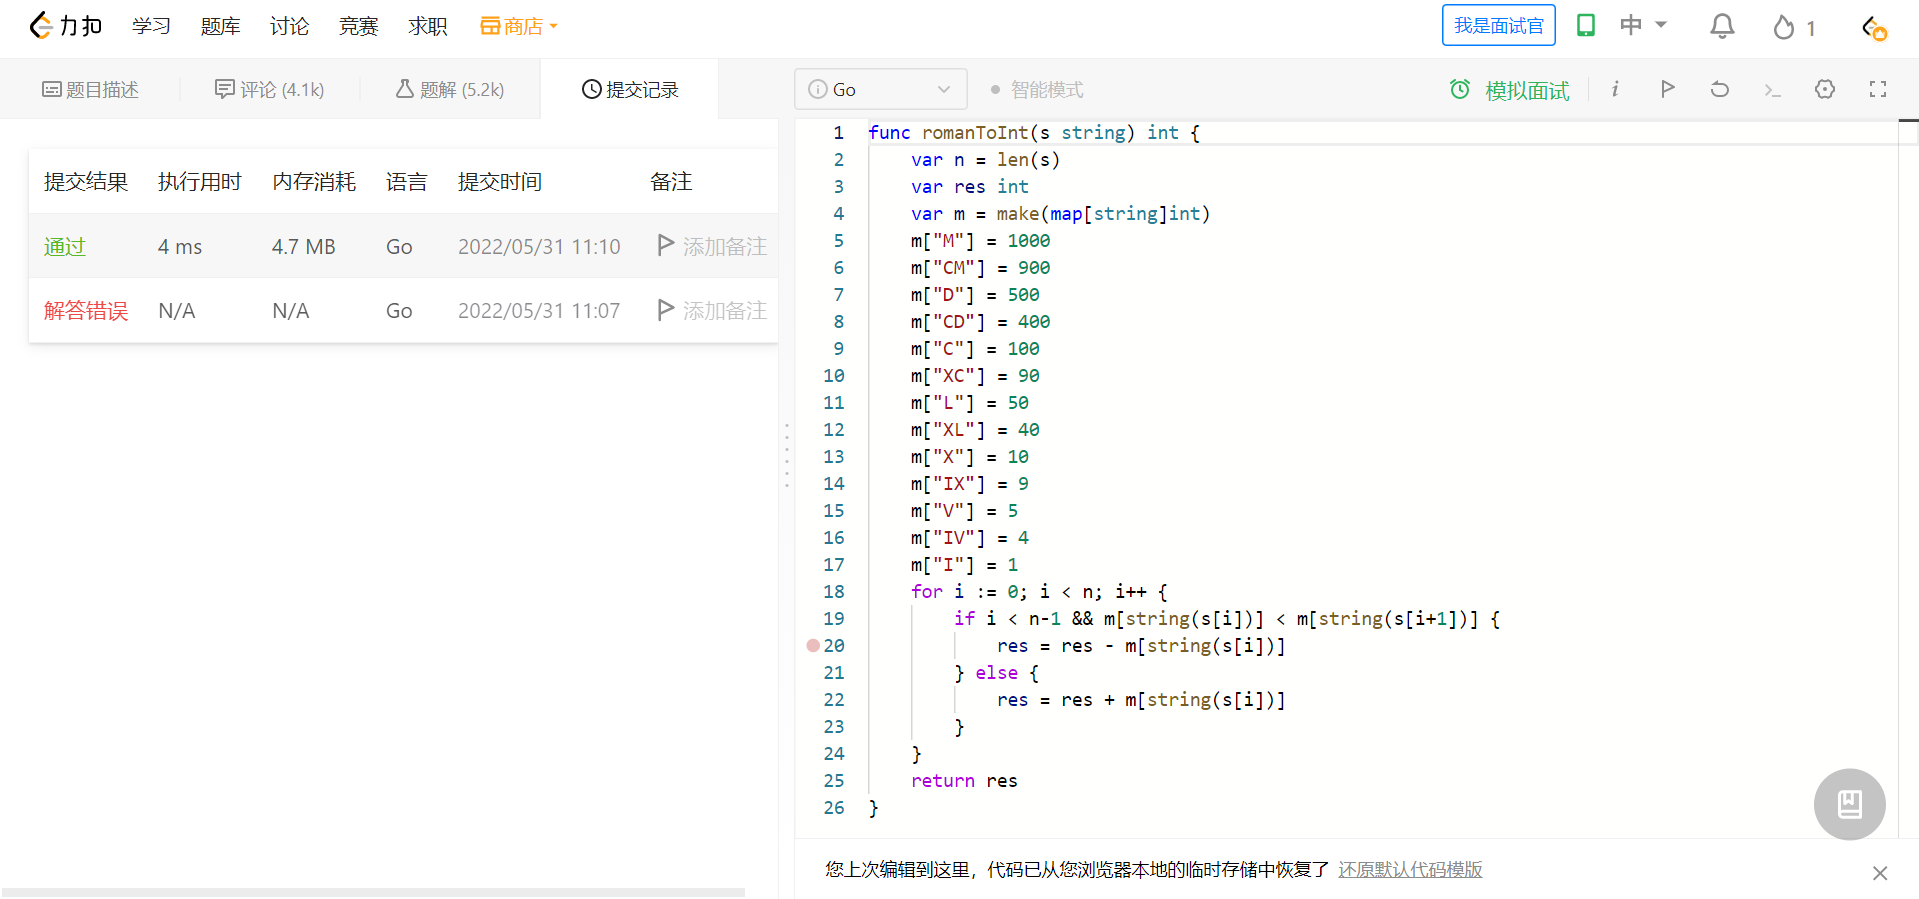 力扣 学习 题库 讨论 竞赛 求职 商店 我是面试官 中 1
题目描述 评论 (4.1k) 题解 (5.2k) 提交记录
提交结果 执行用时 内存消耗 语言 提交时间 备注
通过 4 ms 4.7 MB Go 2022/05/31 11:10 添加备注
解答错误 N/A N/A Go 2022/05/31 11:07 添加备注
i Go 智能模式 模拟面试 i
1 func romanToInt(s string) int {
2 var n = len(s)
3 var res int
4 var m = make(map[string]int)
5 m["M"] = 1000
6 m["CM"] = 900
7 m["D"] = 500
8 m["CD"] = 400
9 m["C"] = 100
10 m["XC"] = 90
11 m["L"] = 50
12 m["XL"] = 40
13 m["X"] = 10
14 m["IX"] = 9
15 m["V"] = 5
16 m["IV"] = 4
17 m["I"] = 1
18 for i := 0; i < n; i++ {
19 if i < n-1 && m[string(s[i])] < m[string(s[i+1])] {
20 res = res - m[string(s[i])]
21 } else {
22 res = res + m[string(s[i])]
23 }
24 }
25 return res
26 }
您上次编辑到这里，代码已从您浏览器本地的临时存储中恢复了 还原默认代码模版